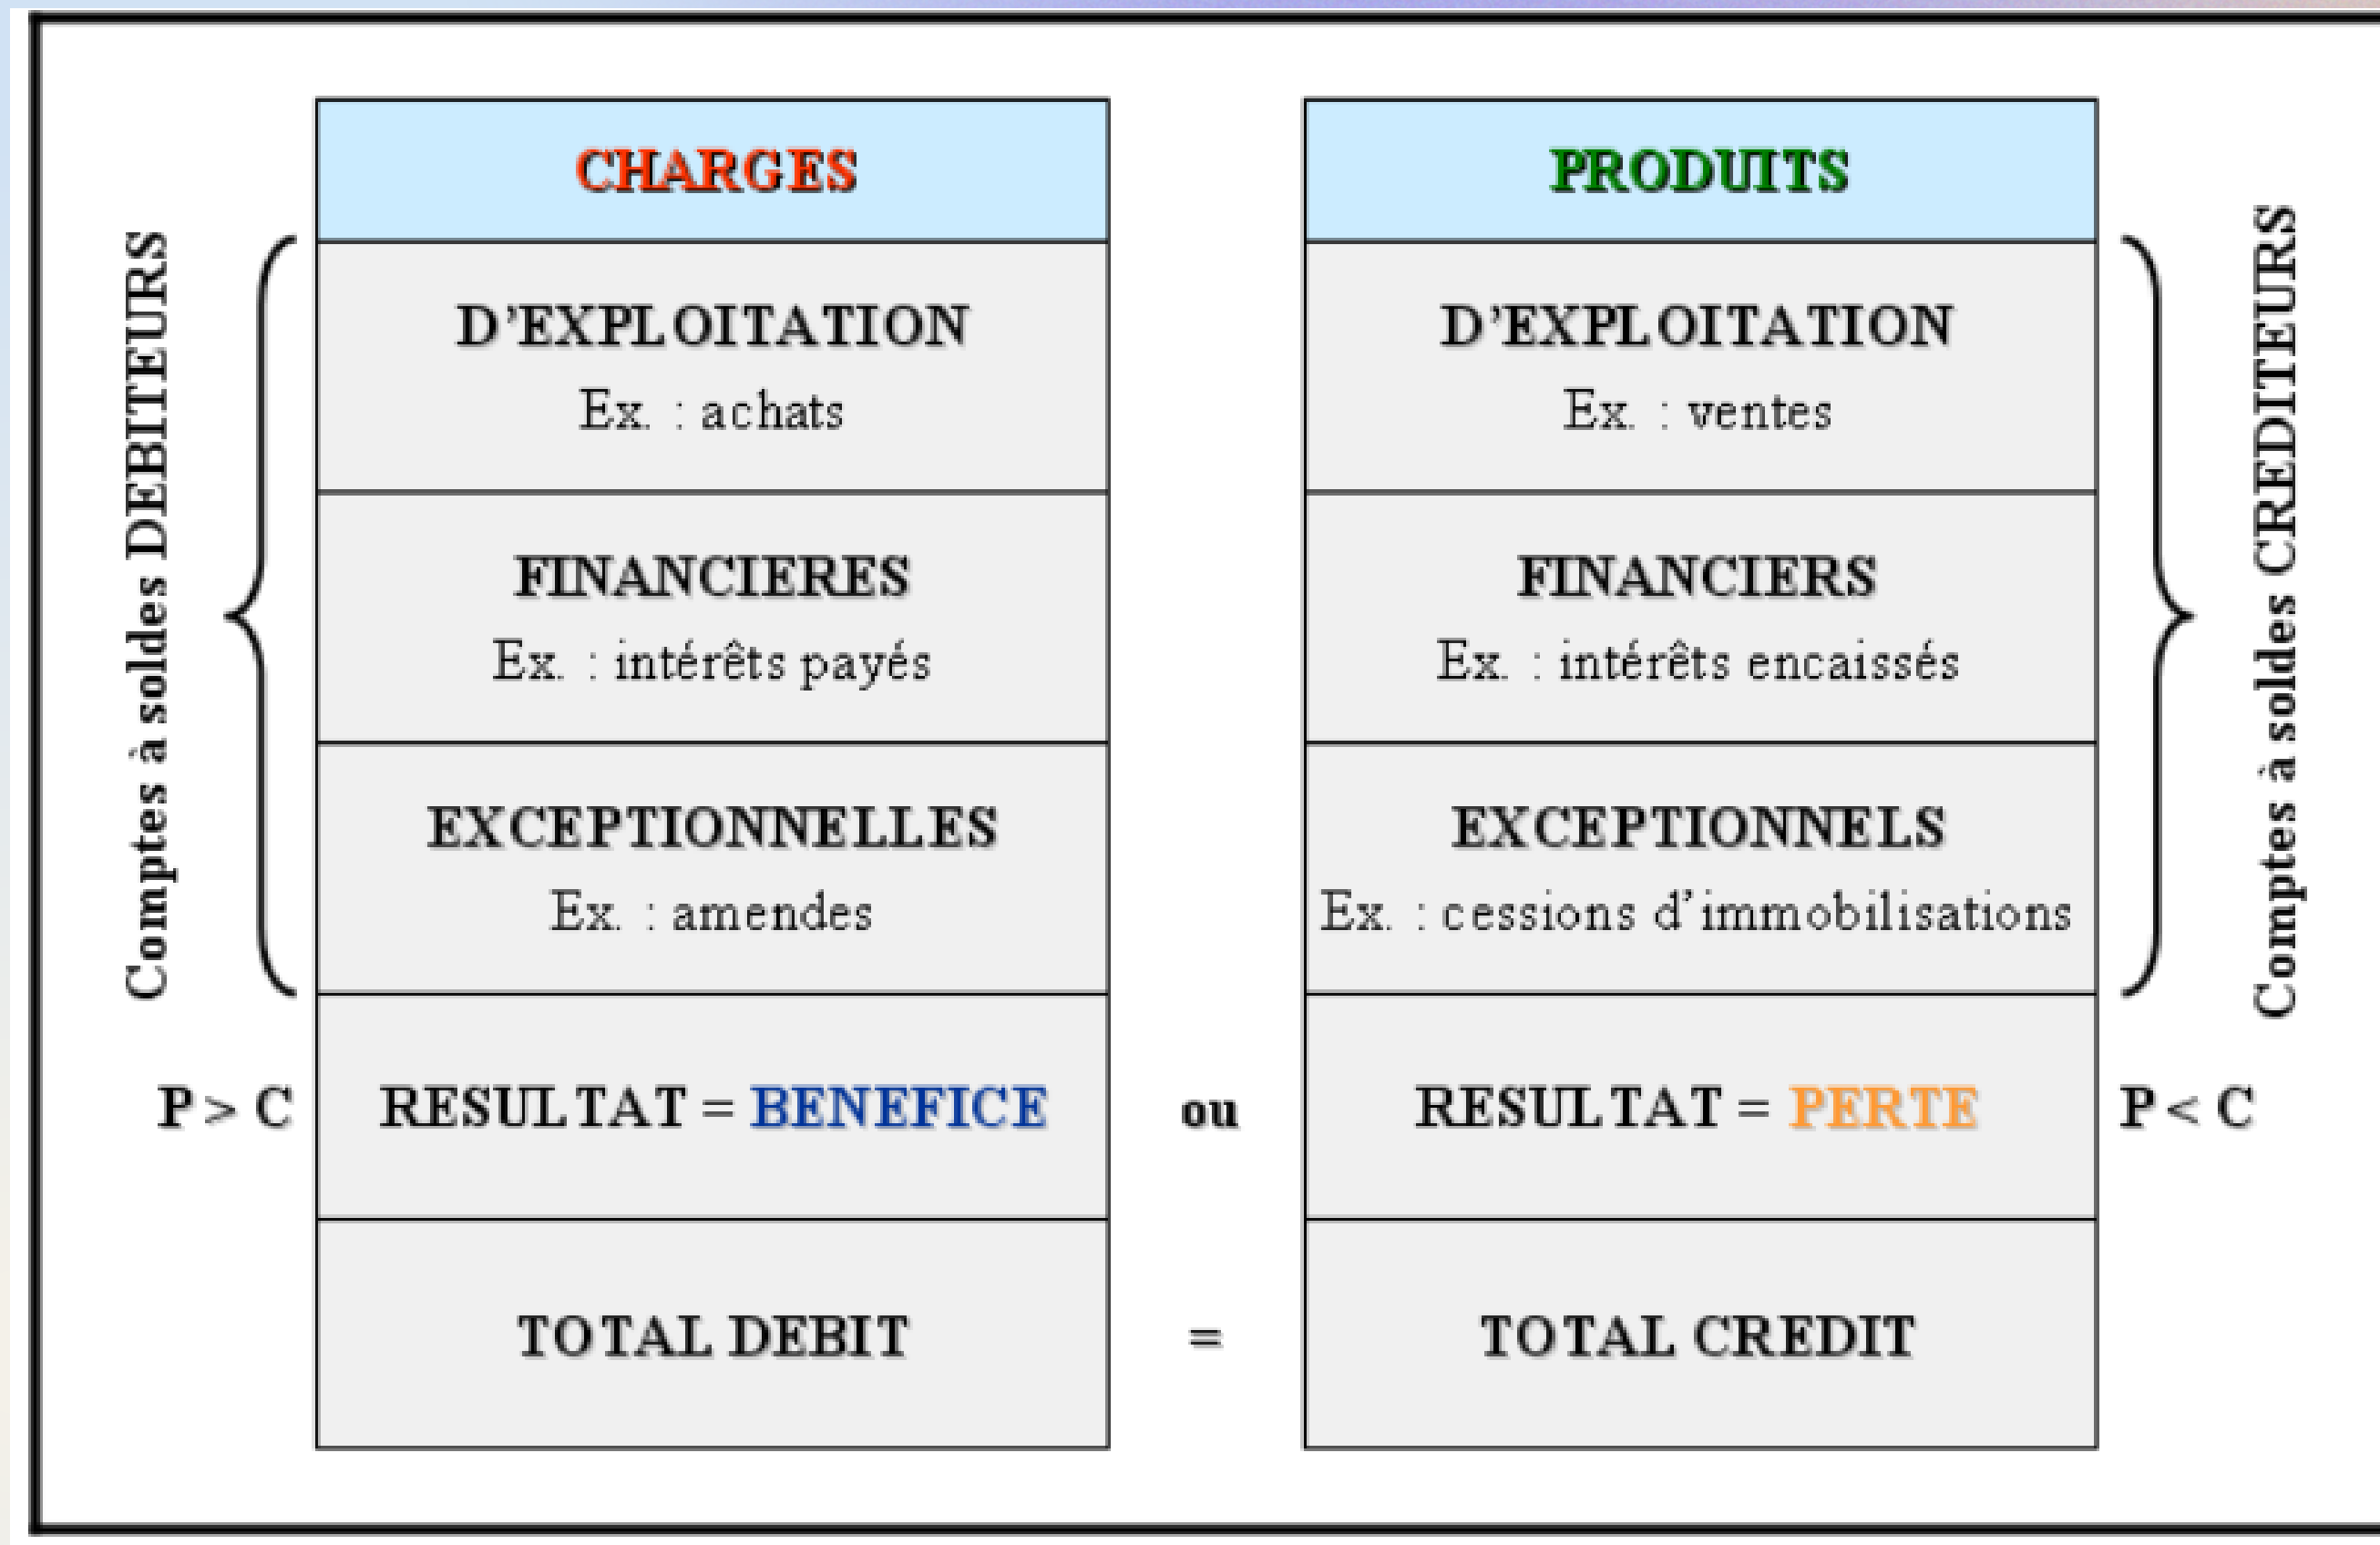 Comptes à soldes DEBITEURS
CHARGES
D’EXPLOITATION
Ex. : achats
FINANCIERES
Ex. : intérêts payés
EXCEPTIONNELLES
Ex. : amendes
P > C
RESULTAT = BENEFICE
TOTAL DEBIT
ou
=
PRODUITS
D’EXPLOITATION
Ex. : ventes
FINANCIERS
Ex. : intérêts encaissés
EXCEPTIONNELS
Ex. : cessions d’immobilisations
RESULTAT = PERTE
P < C
TOTAL CREDIT
Comptes à soldes CREDITEURS